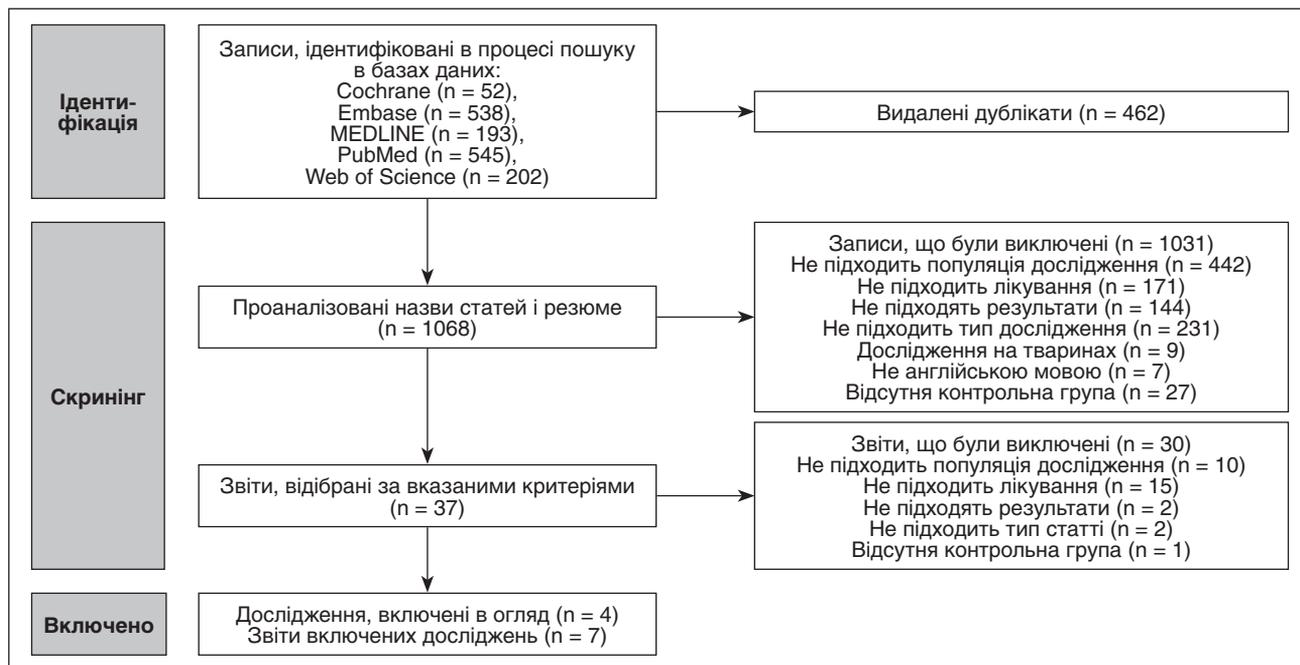 Іденти-
фікація
Записи, ідентифіковані в процесі пошуку
в базах даних:
Cochrane (n = 52),
Embase (n = 538),
MEDLINE (n = 193),
PubMed (n = 545),
Web of Science (n = 202)
Видалені дублікати (n = 462)
Скринінг
Проаналізовані назви статей і резюме
(n = 1068)
Записи, що були виключені (n = 1031)
Не підходить популяція дослідження (n = 442)
Не підходить лікування (n = 171)
Не підходять результати (n = 144)
Не підходить тип дослідження (n = 231)
Дослідження на тваринах (n = 9)
Не англійською мовою (n = 7)
Відсутня контрольна група (n = 27)
Звіти, відібрані за вказаними критеріями
(n = 37)
Звіти, що були виключені (n = 30)
Не підходить популяція дослідження (n = 10)
Не підходить лікування (n = 15)
Не підходять результати (n = 2)
Не підходить тип статті (n = 2)
Відсутня контрольна група (n = 1)
Включено
Дослідження, включені в огляд (n = 4)
Звіти включених досліджень (n = 7)